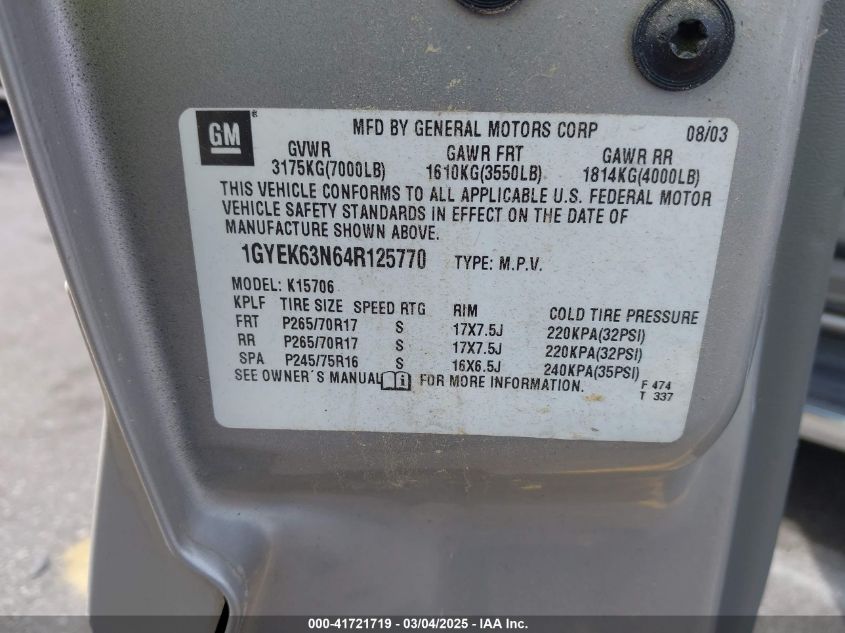 GM ®
MFD BY GENERAL MOTORS CORP 08/03
GVWR GAWR FRT GAWR RR
3175KG(7000LB) 1610KG(3550LB) 1814KG(4000LB)
THIS VEHICLE CONFORMS TO ALL APPLICABLE U.S. FEDERAL MOTOR
VEHICLE SAFETY STANDARDS IN EFFECT ON THE DATE OF
MANUFACTURE SHOWN ABOVE.
1GYEK63N64R125770 TYPE: M.P.V.
MODEL: K15706
KPLF TIRE SIZE SPEED RTG RIM COLD TIRE PRESSURE
FRT P265/70R17 S 17X7.5J 220KPA(32PSI)
RR P265/70R17 S 17X7.5J 220KPA(32PSI)
SPA P245/75R16 S 16X6.5J 240KPA(35PSI)
SEE OWNER´S MANUAL FOR MORE INFORMATION.
F 474
T 337
000-41721719 - 03/04/2025 - IAA Inc.